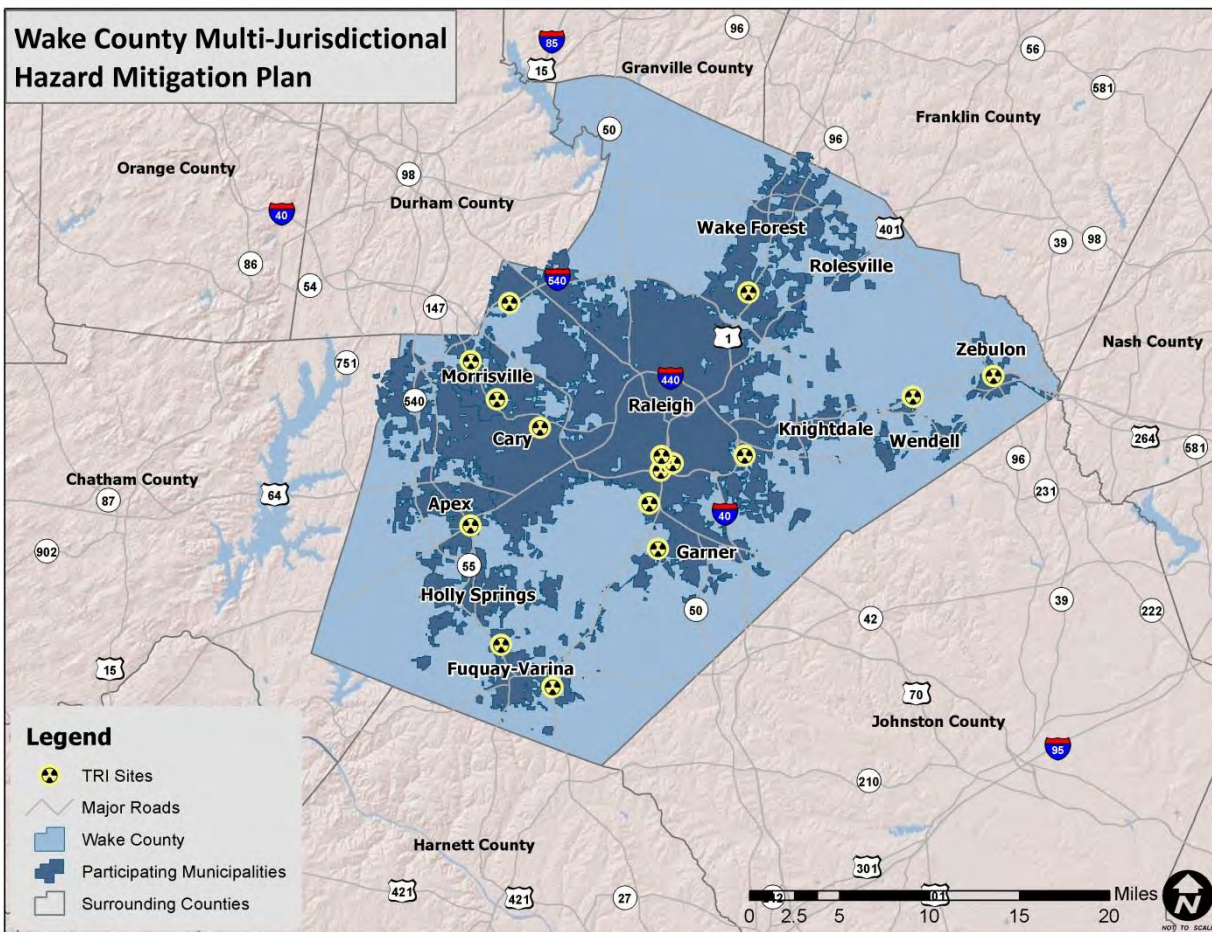 Wake County Multi-Jurisdictional
Hazard Mitigation Plan
85
15
96
56
Granville County
581
Franklin County
50
96
Orange County
98
Durham County
40
Wake Forest
401
39
98
86
54
540
Rolesville
147
1
Nash County
Zebulon
751
Morrisville
440
540
Raleigh
Knightdale
Cary
Wendell
264
581
96
Chatham County
87
64
231
Apex
40
902
55
Garner
Holly Springs
50
39
222
42
15
Fuquay-Varina
70
Johnston County
95
Legend
TRI Sites
Major Roads
Wake County
Participating Municipalities
Surrounding Counties
210
Harnett County
301
421
421
27
Miles
0 2.5 5 10 15 20
N
NOT TO SCALE